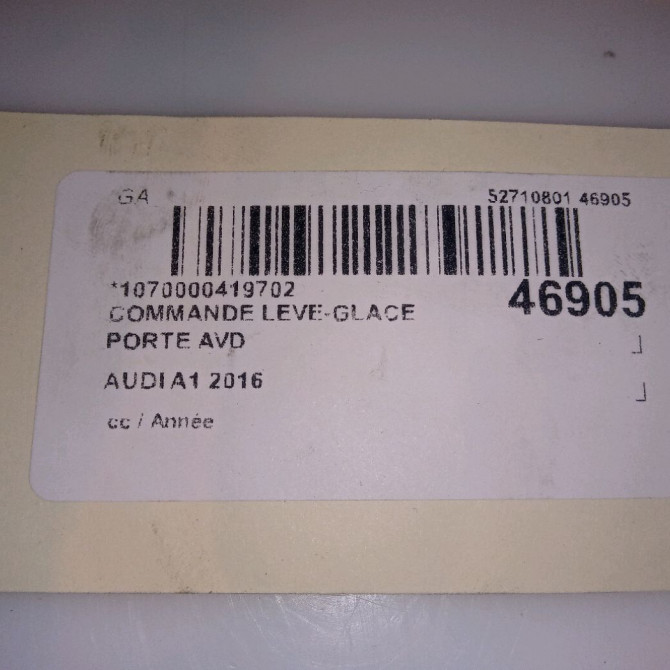 GA 52710801 46905
*1070000419702
46905
COMMANDE LEVE-GLACE
PORTE AVD
AUDI A1 2016
cc / Année